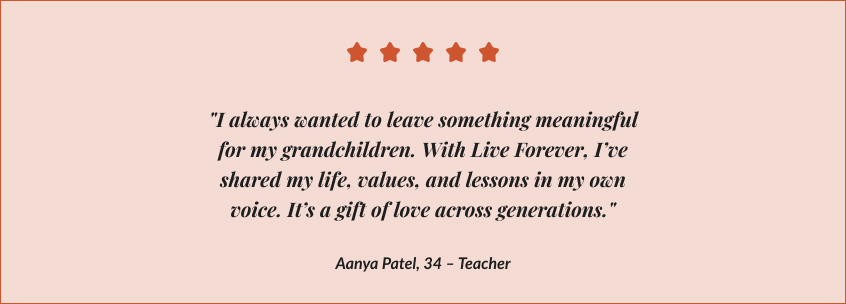 "I always wanted to leave something meaningful
for my grandchildren. With Live Forever, I’ve
shared my life, values, and lessons in my own
voice. It’s a gift of love across generations."
Aanya Patel, 34 – Teacher